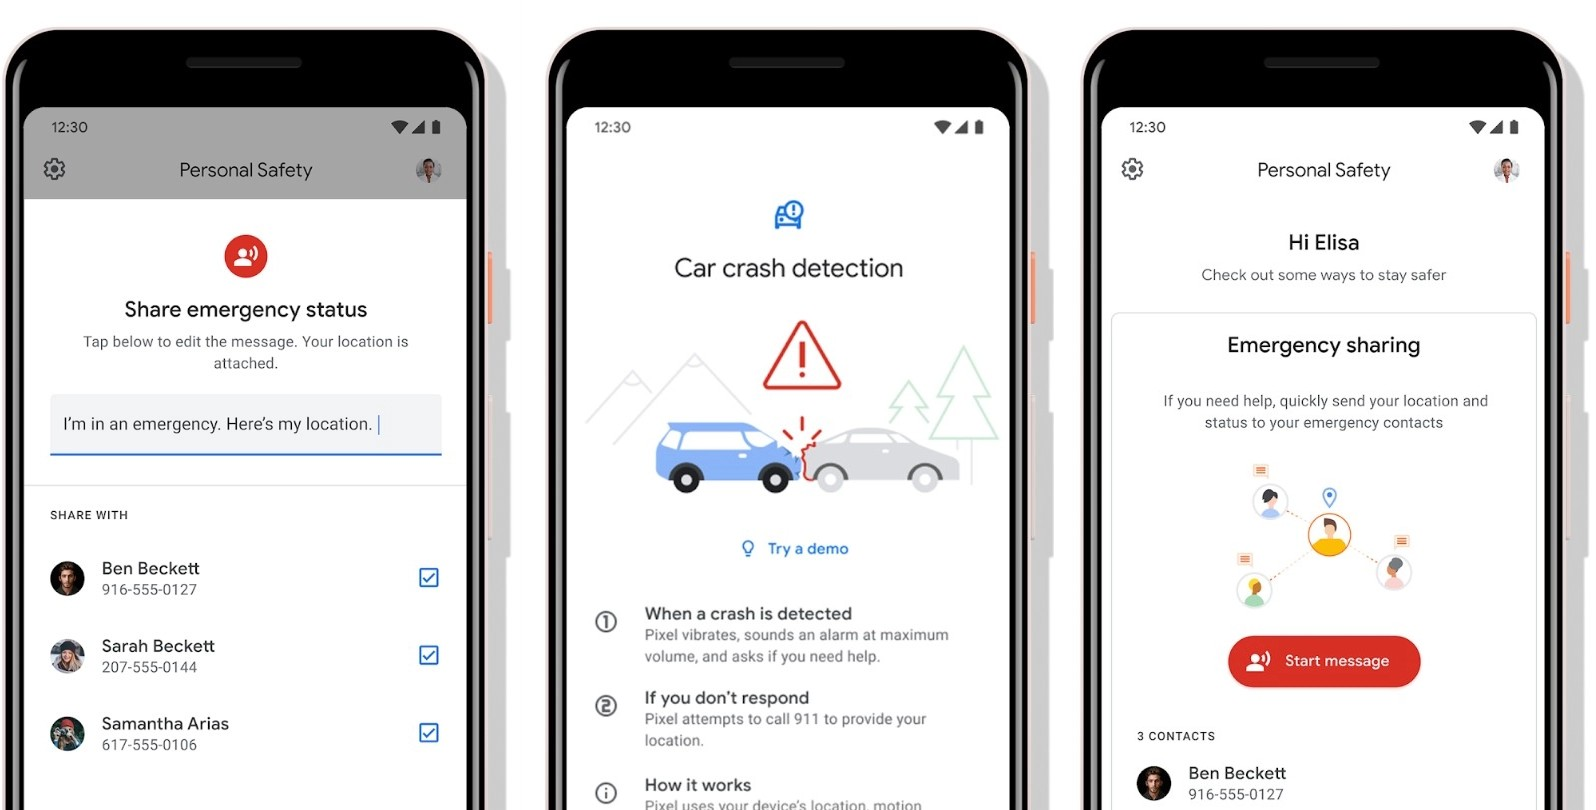 12:30
Personal Safety
Share emergency status
Tap below to edit the message. Your location is
attached.
I'm in an emergency. Here's my location.
SHARE WITH
Ben Beckett
916-555-0127
Sarah Beckett
207-555-0144
Samantha Arias
617-555-0106
12:30
Car crash detection
Try a demo
1
When a crash is detected
Pixel vibrates, sounds an alarm at maximum
volume, and asks if you need help.
2
If you don't respond
Pixel attempts to call 911 to provide your
location.
How it works
Pixel uses your device's location, motion
12:30
Personal Safety
Hi Elisa
Check out some ways to stay safer
Emergency sharing
If you need help, quickly send your location and
status to your emergency contacts
Start message
3 CONTACTS
Ben Beckett
916-555-0127